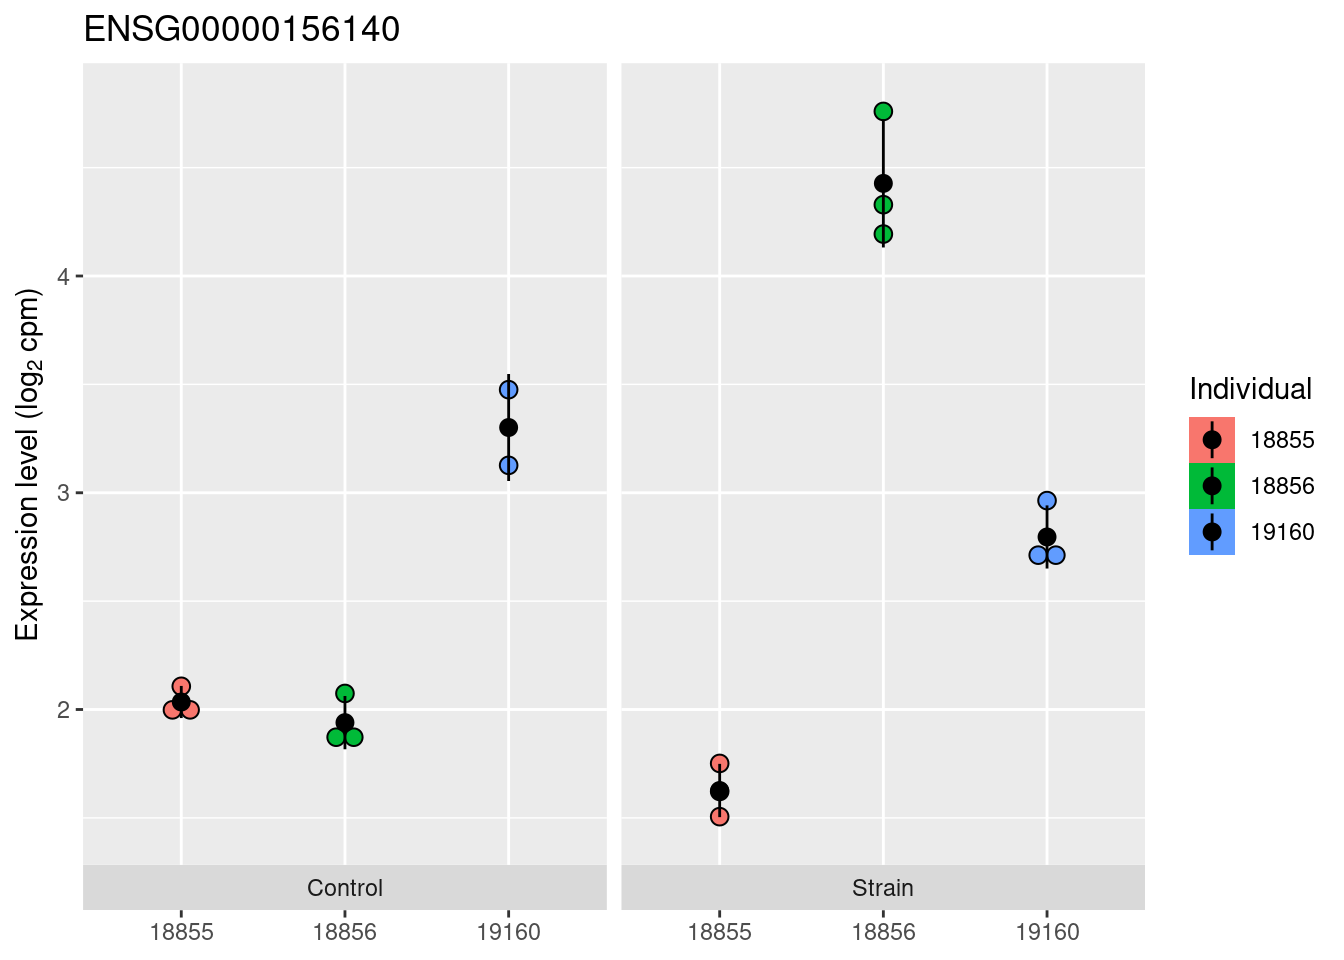 ENSG00000156140
Expression level (log₂ cpm)
4
3
2
Control
Strain
18855
18856
19160
18855
18856
19160
Individual
18855
18856
19160